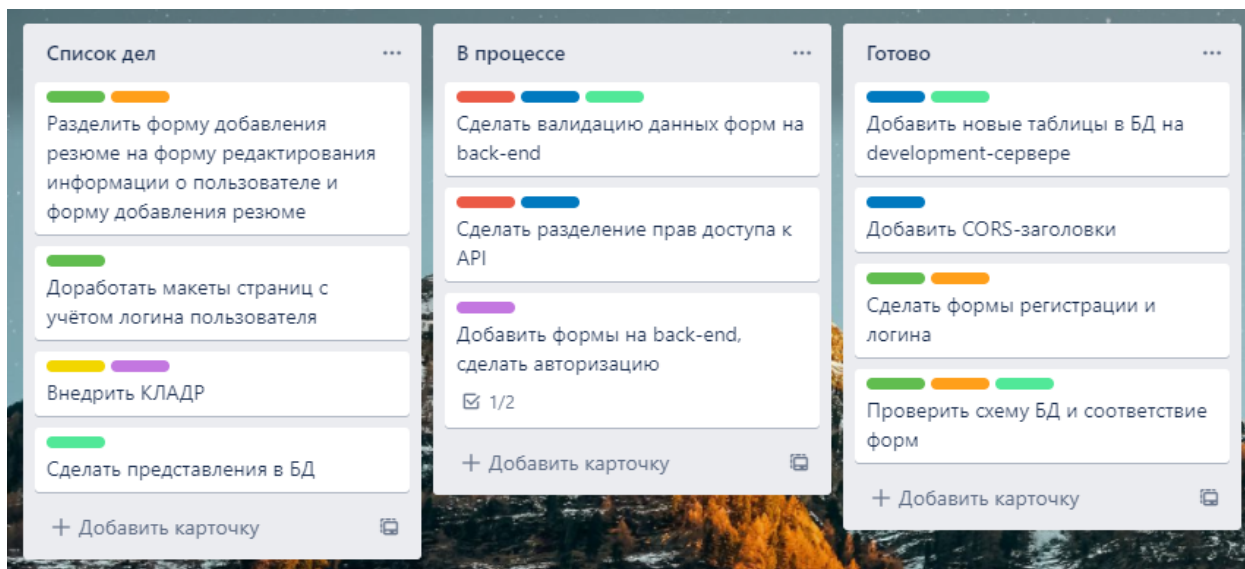 Список дел
Разделить форму добавления
резюме на форму редактирования
информации о пользователе и
форму добавления резюме
Доработать макеты страниц с
учётом логина пользователя
Внедрить КЛАДР
Сделать представления в БД
+ Добавить карточку
В процессе
Сделать валидацию данных форм на
back-end
Сделать разделение прав доступа к
API
Добавить формы на back-end,
сделать авторизацию
1/2
+ Добавить карточку
Готово
Добавить новые таблицы в БД на
development-сервере
Добавить CORS-заголовки
Сделать формы регистрации и
логина
Проверить схему БД и соответствие
форм
+ Добавить карточку